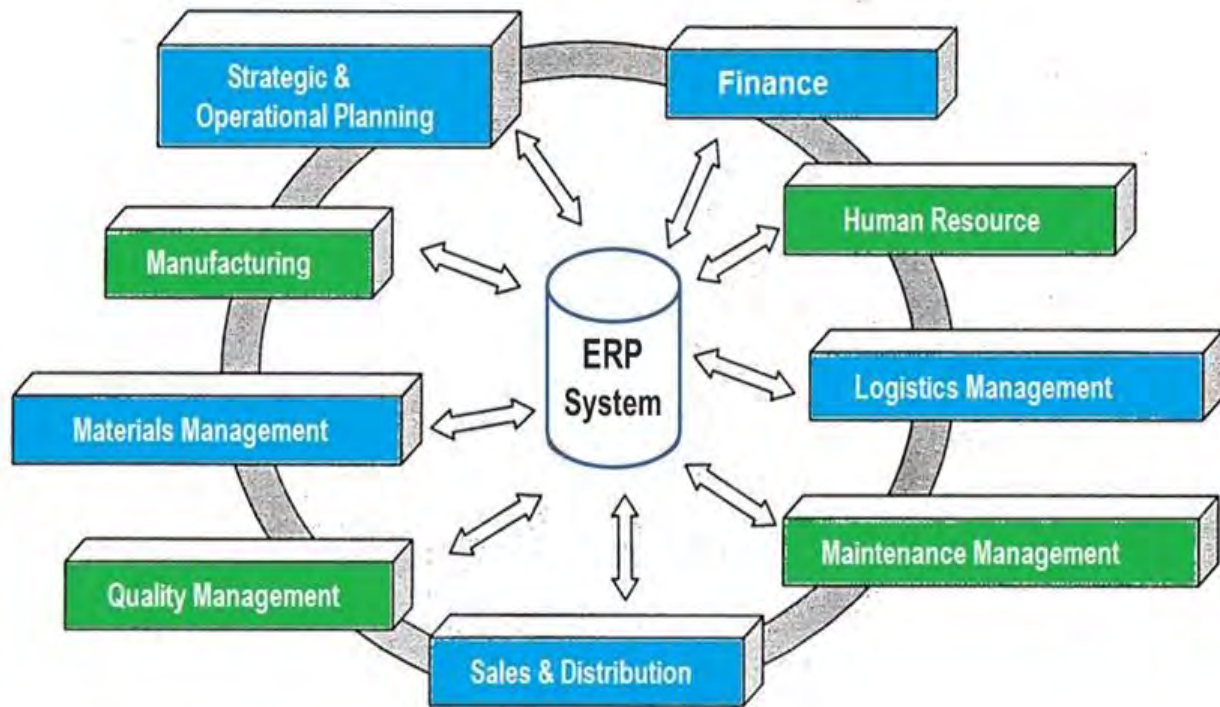 Strategic &
Operational Planning
Finance
Human Resource
Manufacturing
ERP
System
Logistics Management
Materials Management
Maintenance Management
Quality Management
Sales & Distribution